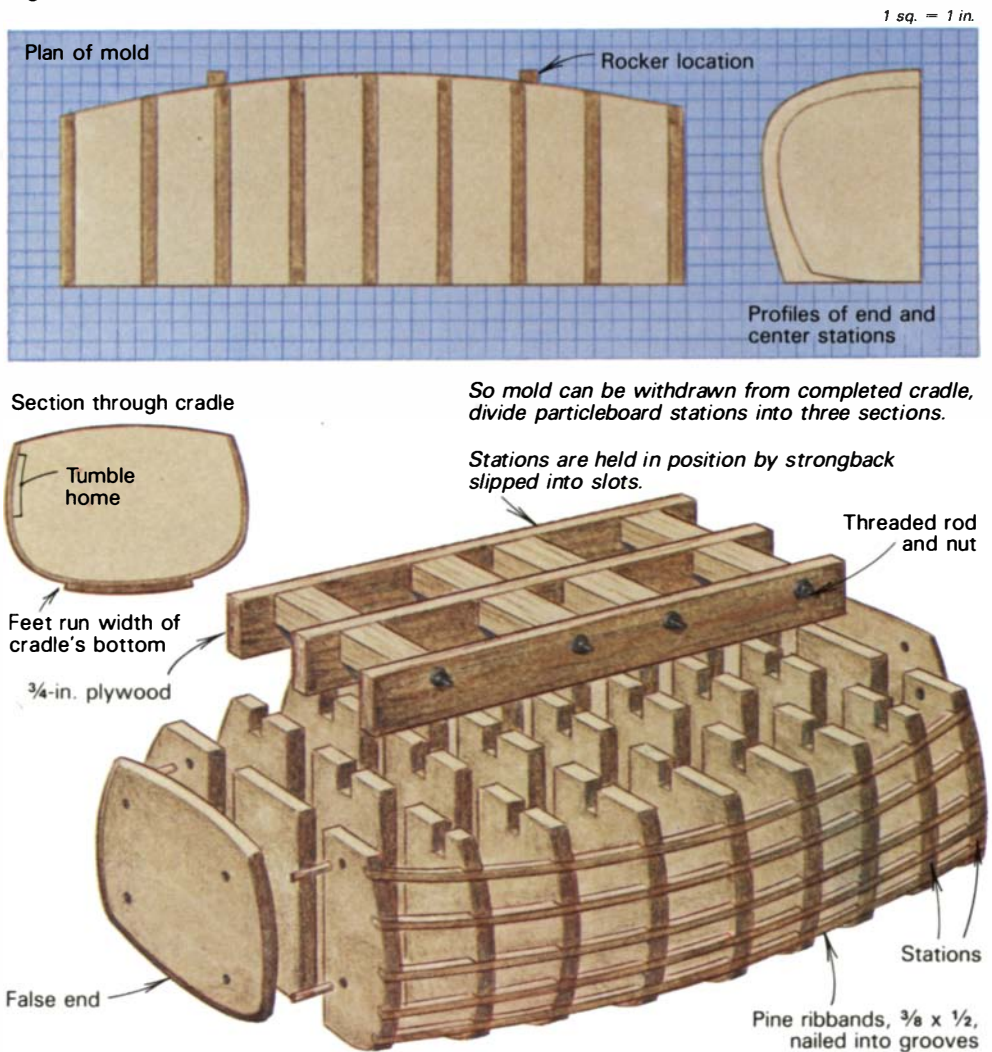 1 sq. = 1 in.
Plan of mold
Rocker location
Profiles of end and
center stations
Section through cradle
Tumble
home
Feet run width of
cradle's bottom
So mold can be withdrawn from completed cradle,
divide particleboard stations into three sections.
Stations are held in position by strongback
slipped into slots.
Threaded rod
and nut
¾-in. plywood
False end
Stations
Pine ribbands, ⅜ x ½,
nailed into grooves